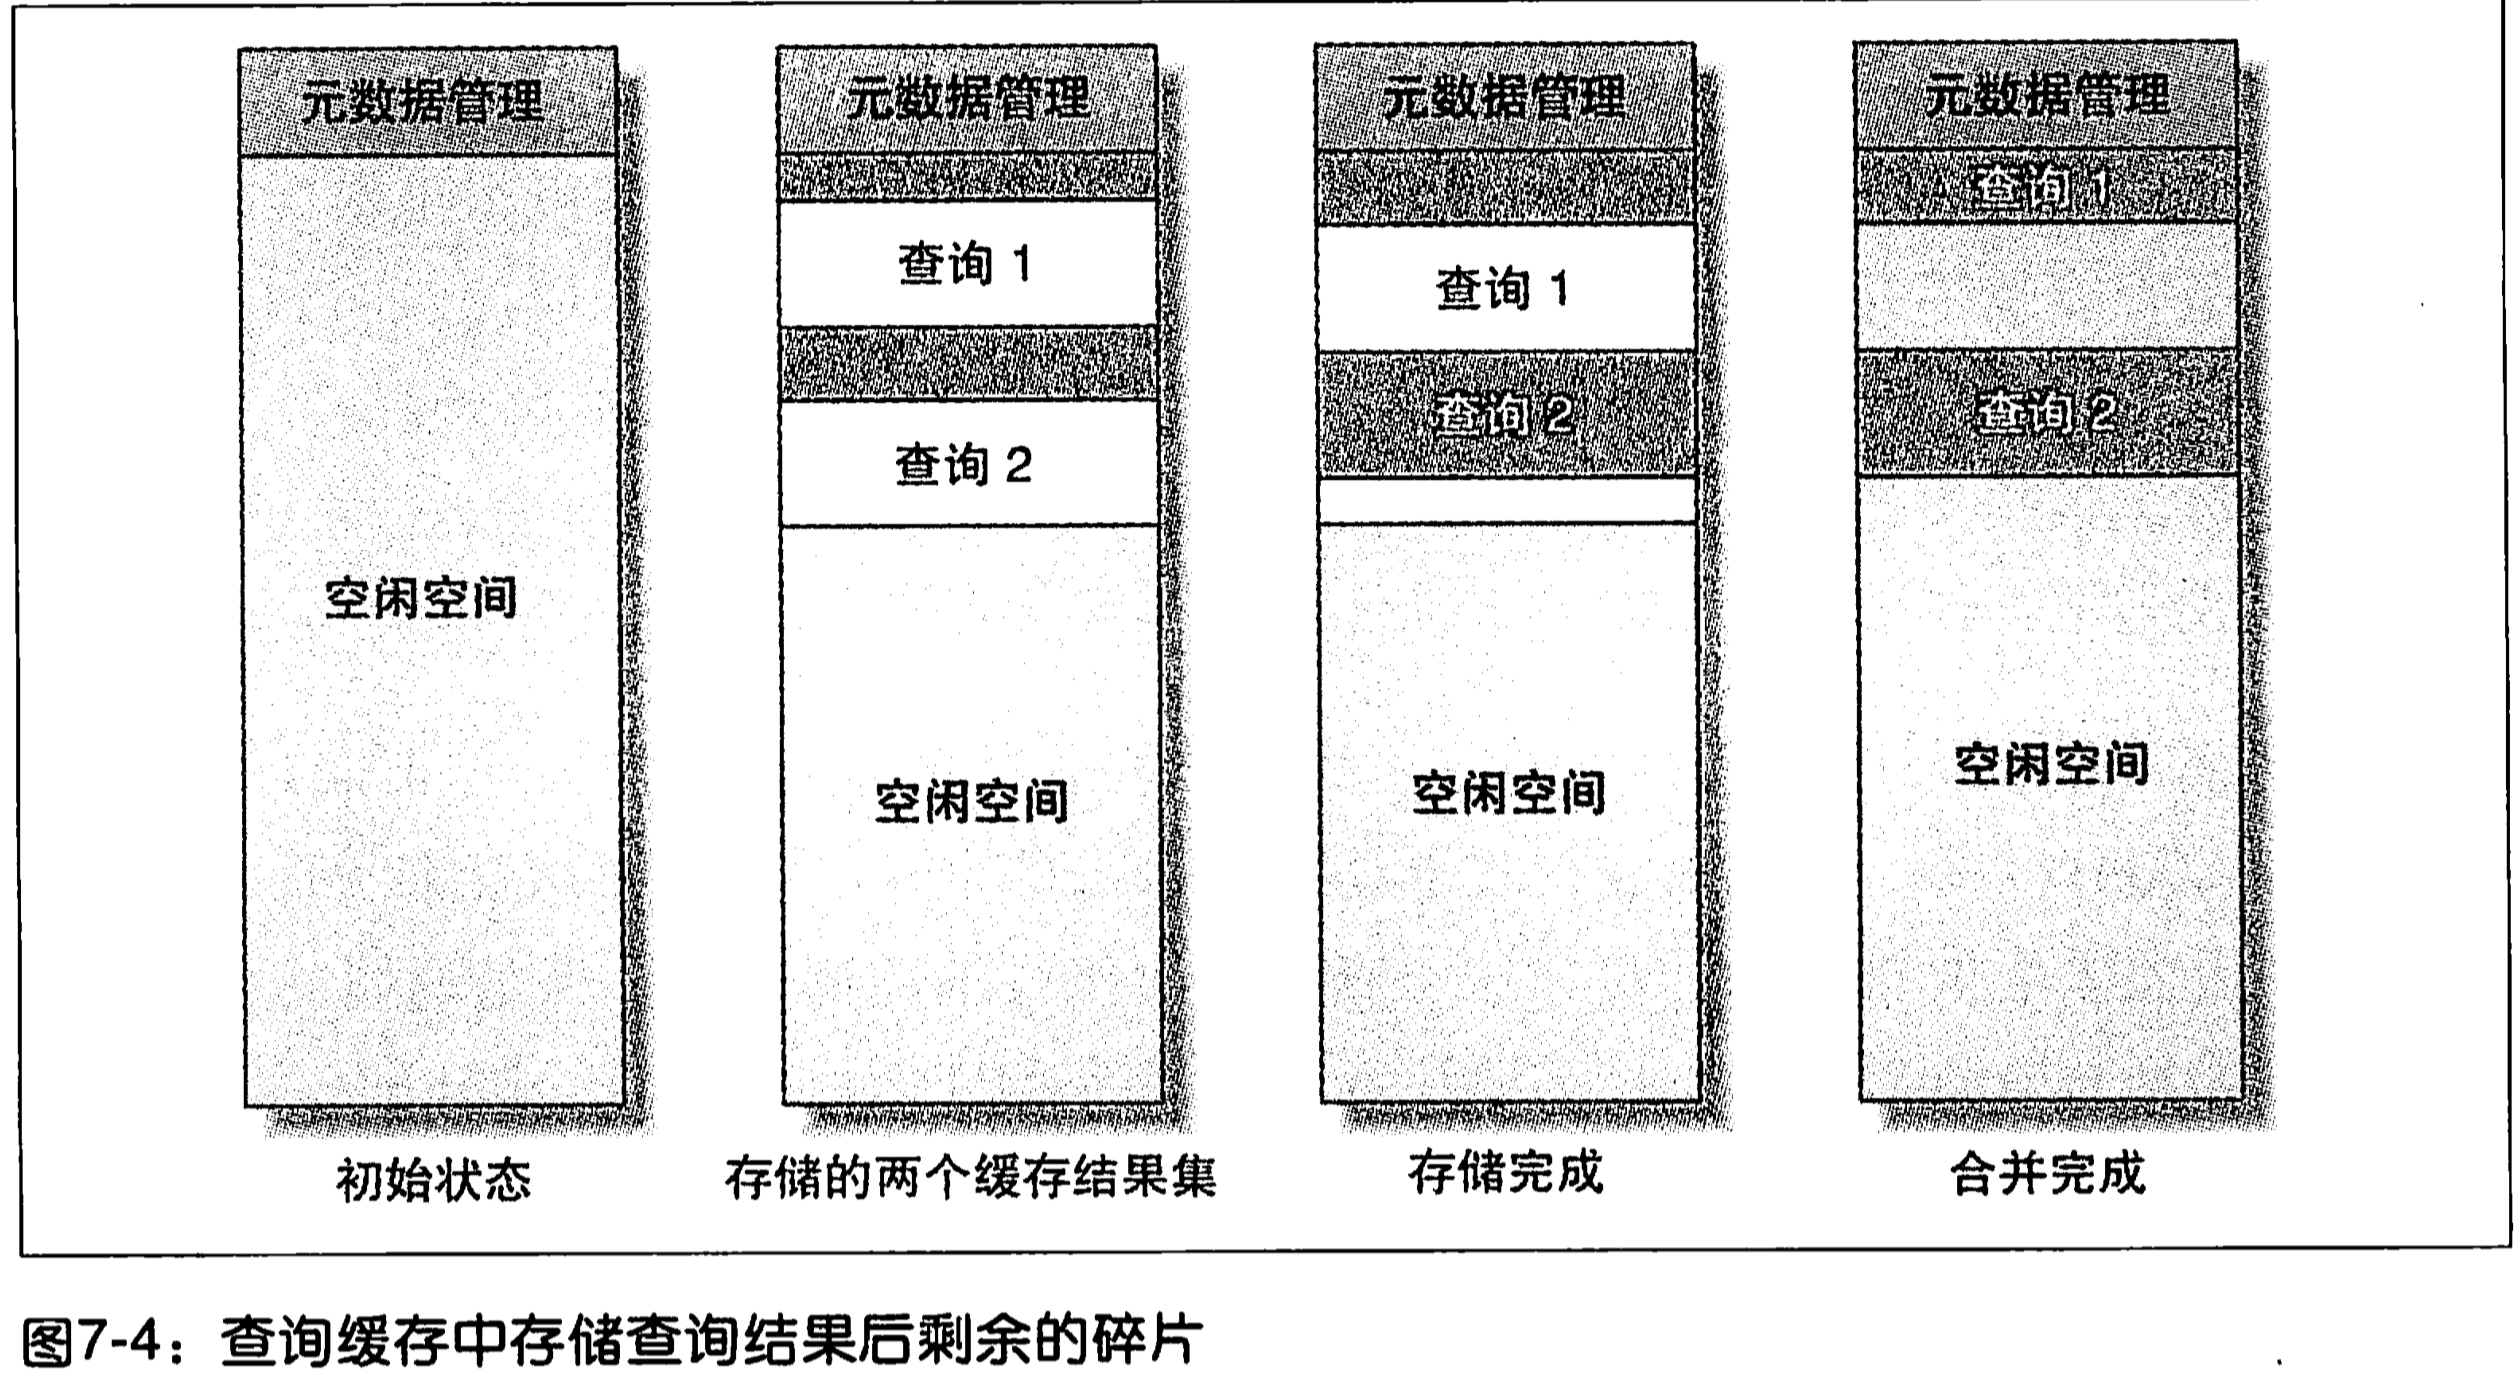 元数据管理 元数据管理 元数据管理 元数据管理
查询 1
查询 1
查询 1
查询 2
查询 2
查询 2
空闲空间
空闲空间
空闲空间
空闲空间
初始状态 存储的两个缓存结果集 存储完成 合并完成
图7-4：查询缓存中存储查询结果后剩余的碎片